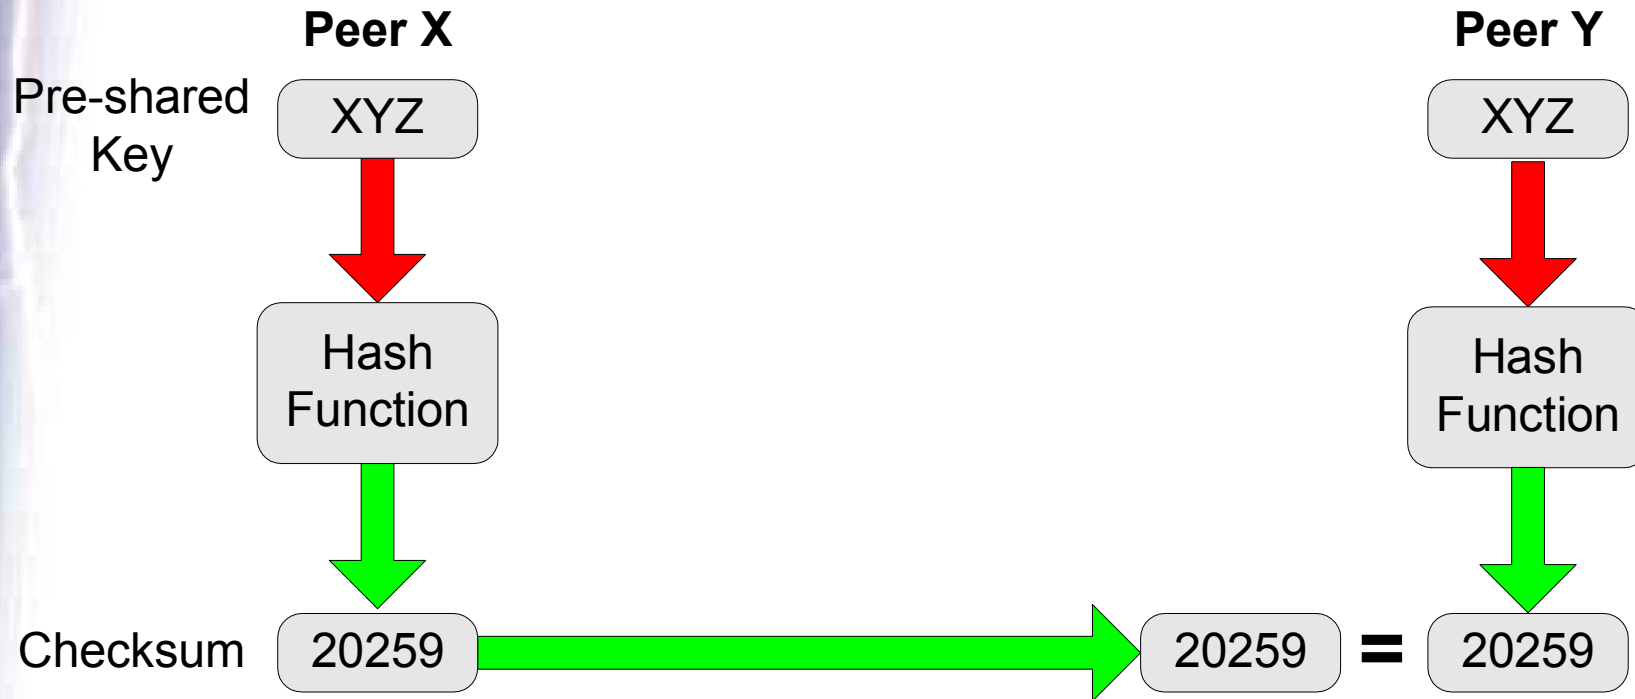 Peer X
Peer Y
Pre-shared
Key
XYZ
XYZ
Hash
Function
Hash
Function
Checksum
20259
20259
=
20259